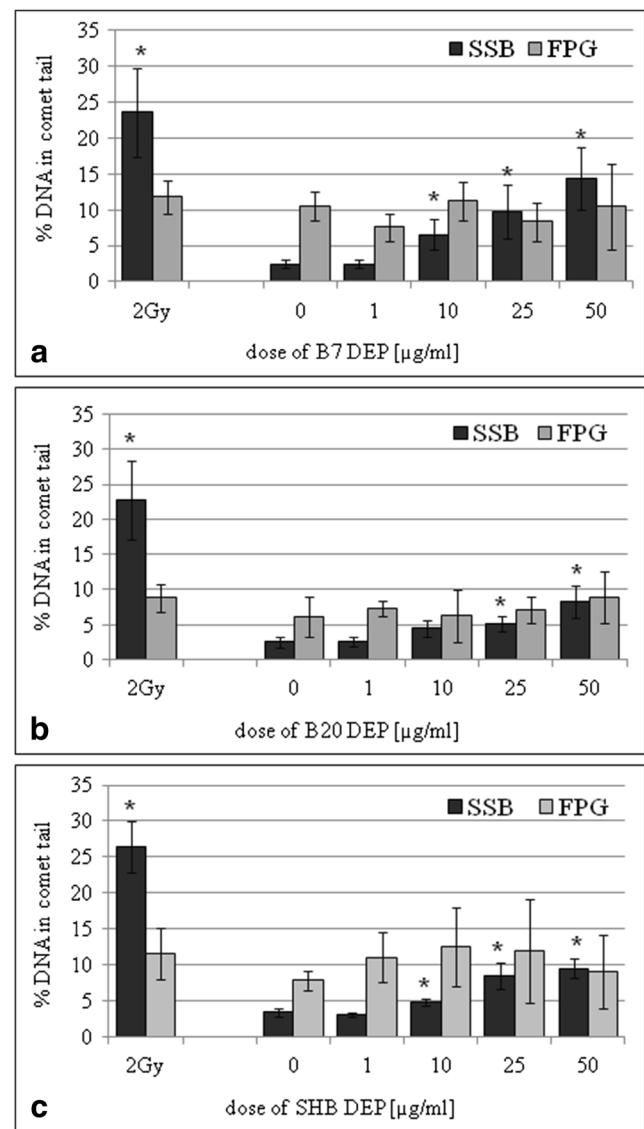 * SSB FPG
% DNA in comet tail
35
30
25
20
15
10
5
0
* * *
2Gy 0 1 10 25 50
a dose of B7 DEP [µg/ml]
* SSB FPG
% DNA in comet tail
35
30
25
20
15
10
5
0
* *
2Gy 0 1 10 25 50
b dose of B20 DEP [µg/ml]
* SSB FPG
% DNA in comet tail
35
30
25
20
15
10
5
0
* * *
2Gy 0 1 10 25 50
c dose of SHB DEP [µg/ml]